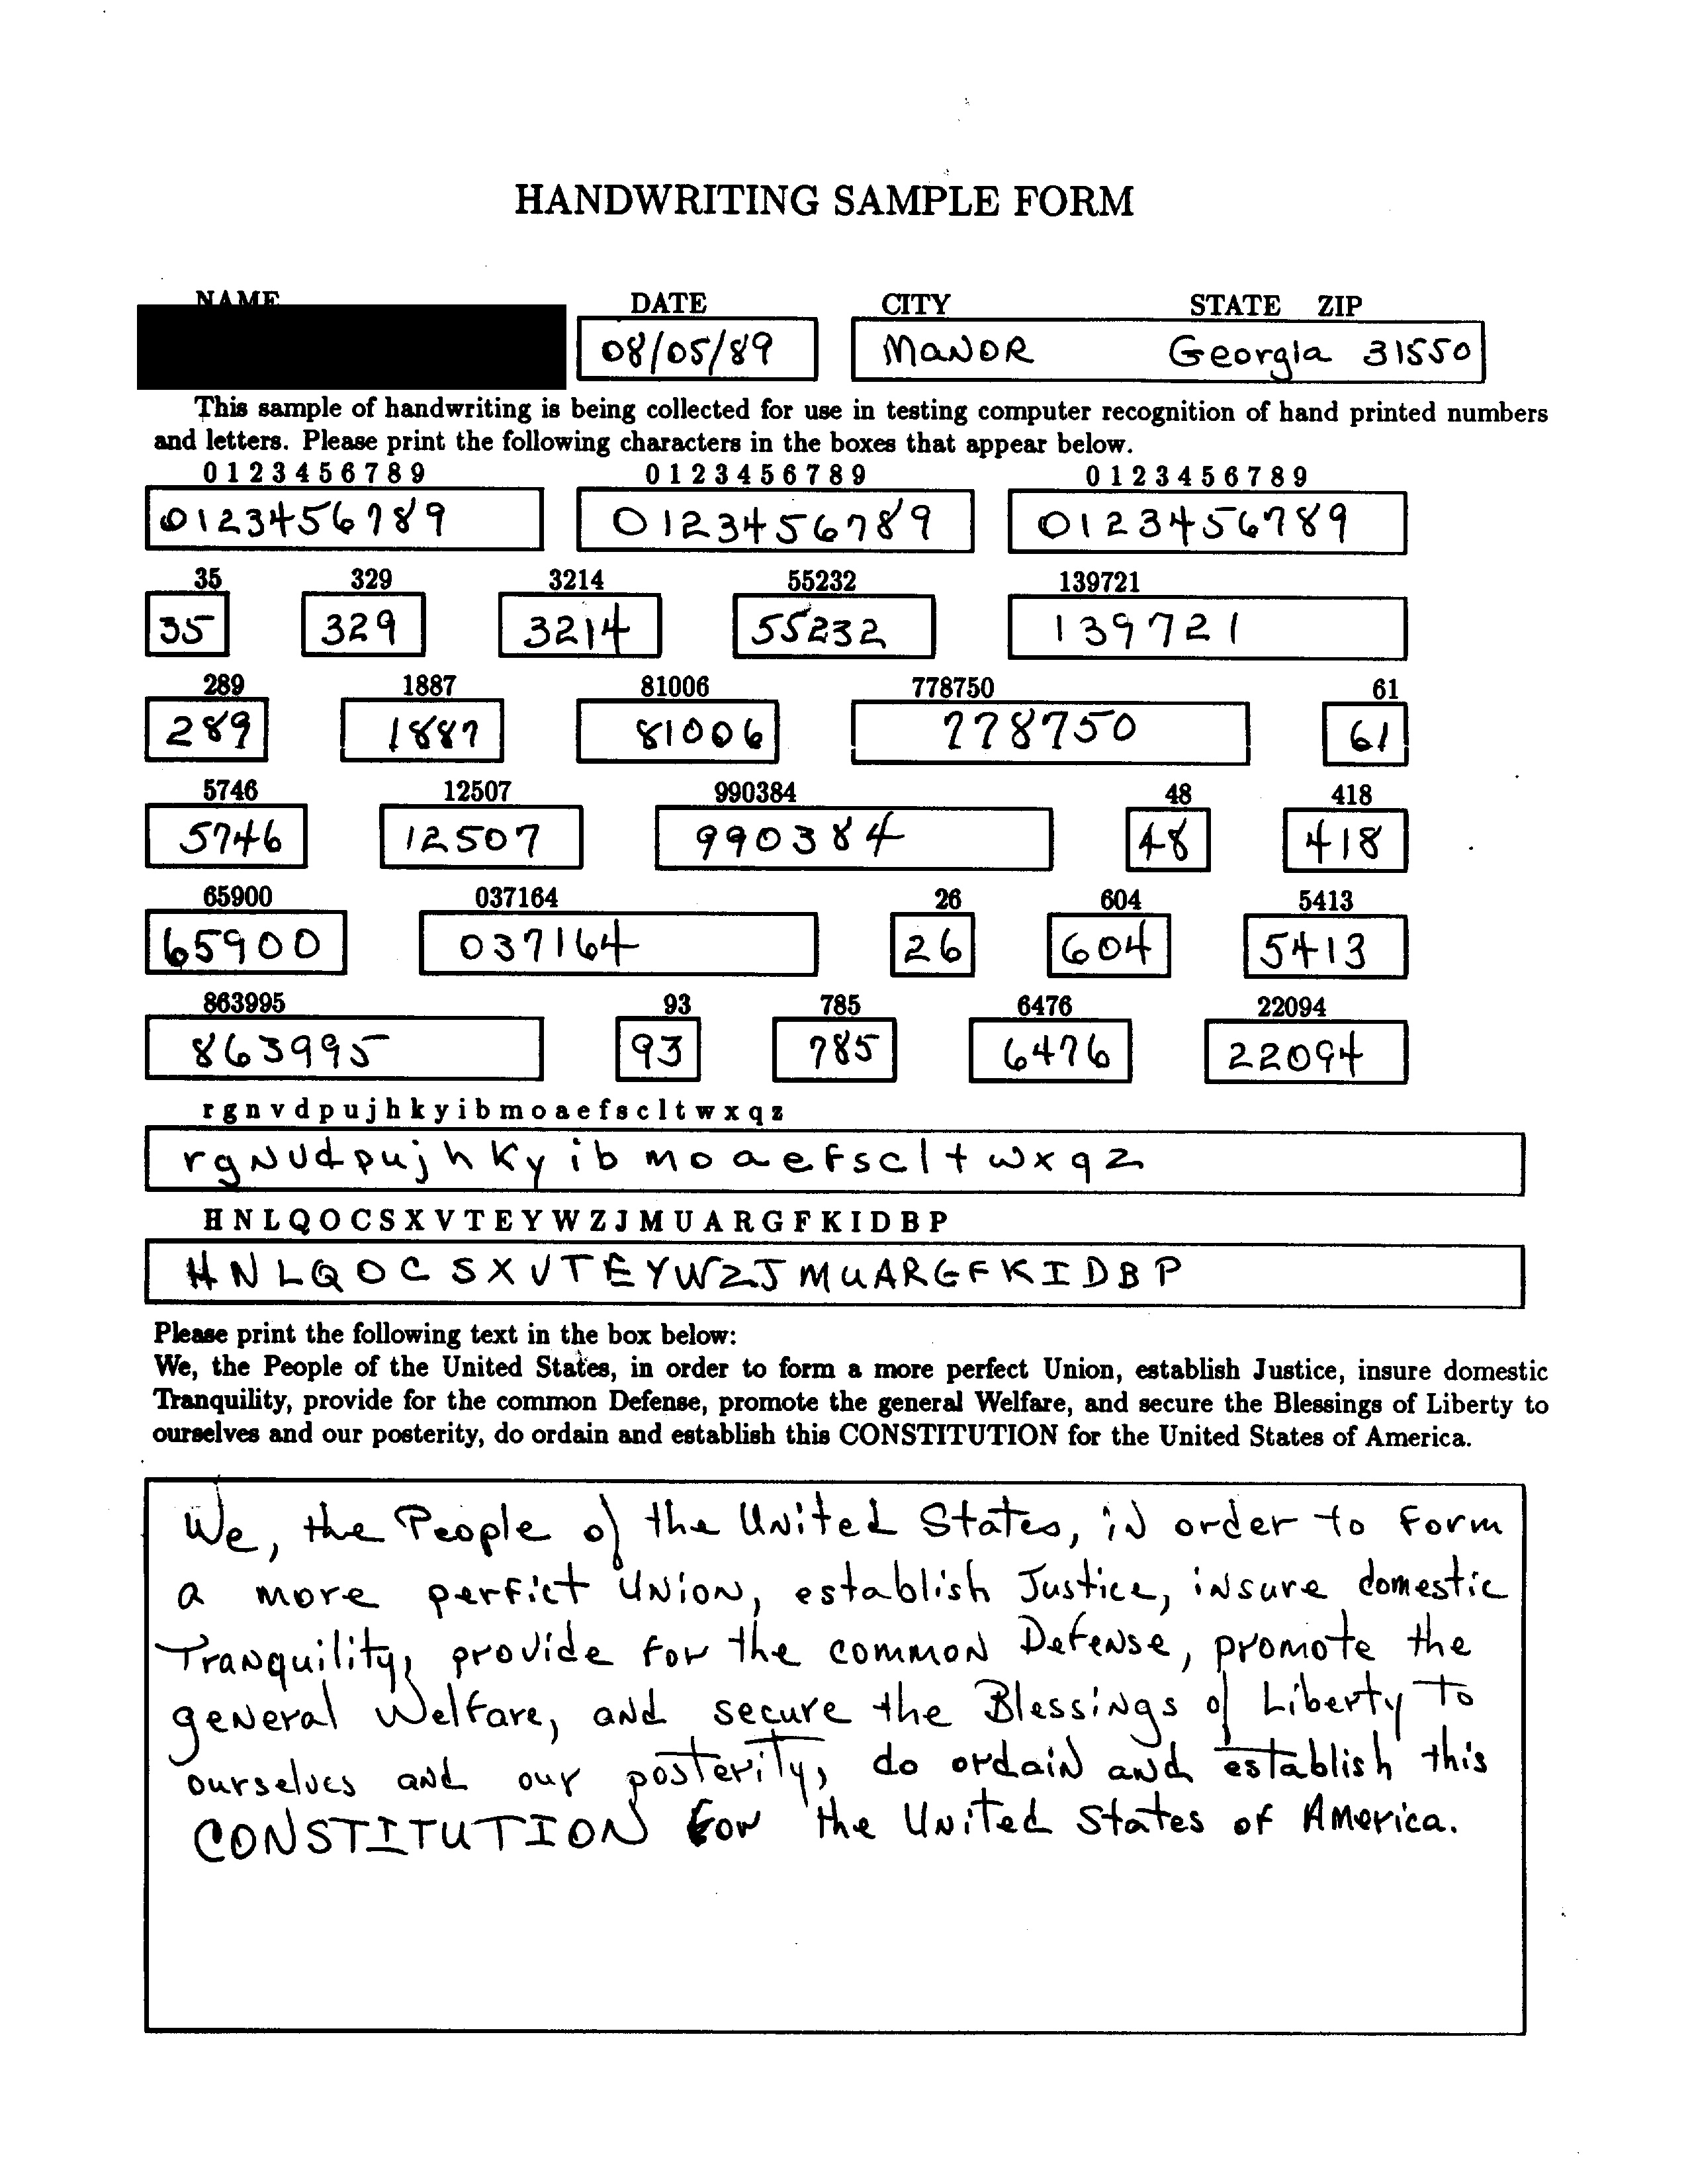 HANDWRITING SAMPLE FORM
NAME DATE CITY STATE ZIP
08/05/89 MANOR Georgia 31550
This sample of handwriting is being collected for use in testing computer recognition of hand printed numbers
and letters. Please print the following characters in the boxes that appear below.
0 1 2 3 4 5 6 7 8 9 0 1 2 3 4 5 6 7 8 9 0 1 2 3 4 5 6 7 8 9
0123456789 0123456789 0123456789
35 329 3214 55232 139721
35 329 3214 55232 139721
289 1887 81006 778750 61
289 1887 81006 778750 61
5746 12507 990384 48 418
5746 12507 990384 48 418
65900 037164 26 604 5413
65900 037164 26 604 5413
863995 93 785 6476 22094
863995 93 785 6476 22094
r g n v d p u j h k y i b m o a e f s c l t w x q z
r g N u d p u j h K y i b m o a e F s c l t w x q z
H N L Q O C S X V T E Y W Z J M U A R G F K I D B P
H N L Q O C S X V T E Y W Z J M U A R G F K I D B P
Please print the following text in the box below:
We, the People of the United States, in order to form a more perfect Union, establish Justice, insure domestic
Tranquility, provide for the common Defense, promote the general Welfare, and secure the Blessings of Liberty to
ourselves and our posterity, do ordain and establish this CONSTITUTION for the United States of America.
We, the People of the United States, in order to form
a more perfict Union, establish Justice, insure domestic
Tranquility, provide for the common Defense, promote the
general Welfare, and secure the Blessings of Liberty To
ourselves and our posterity, do ordain and establish this
CONSTITUTION for the United States of America.